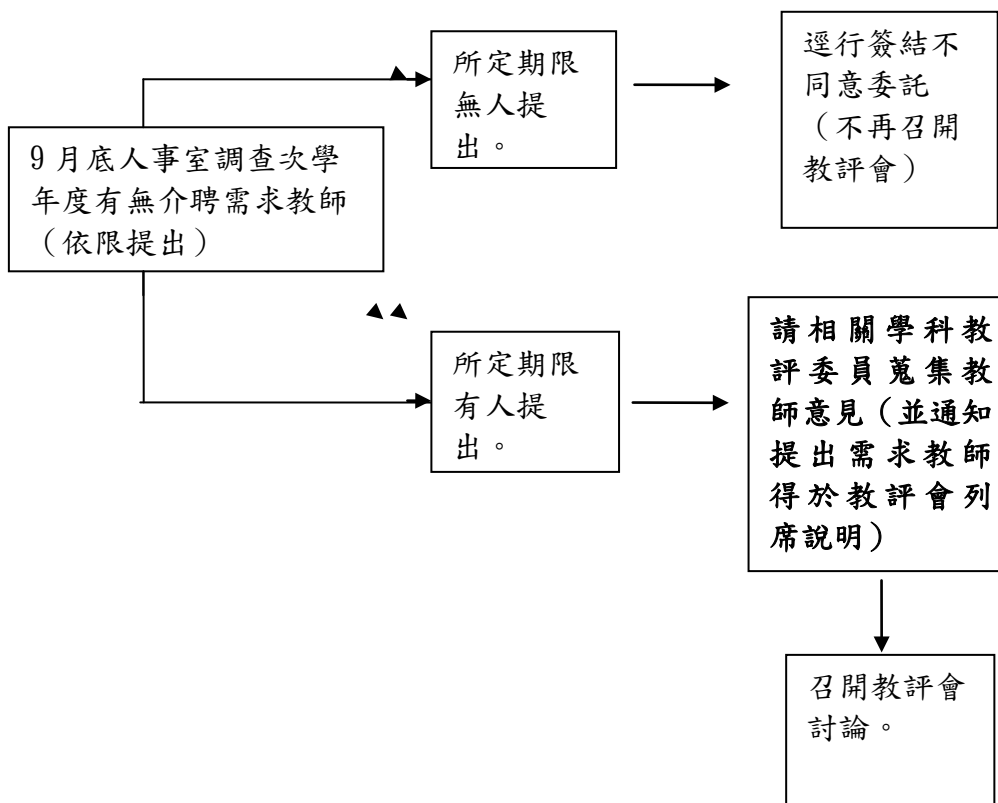 9月底人事室調查次學
年度有無介聘需求教師
（依限提出）
所定期限
無人提
出。
逕行簽結不
同意委託
（不再召開
教評會）
所定期限
有人提
出。
請相關學科教
評委員蒐集教
師意見（並通知
提出需求教師
得於教評會列
席說明）
召開教評會
討論。